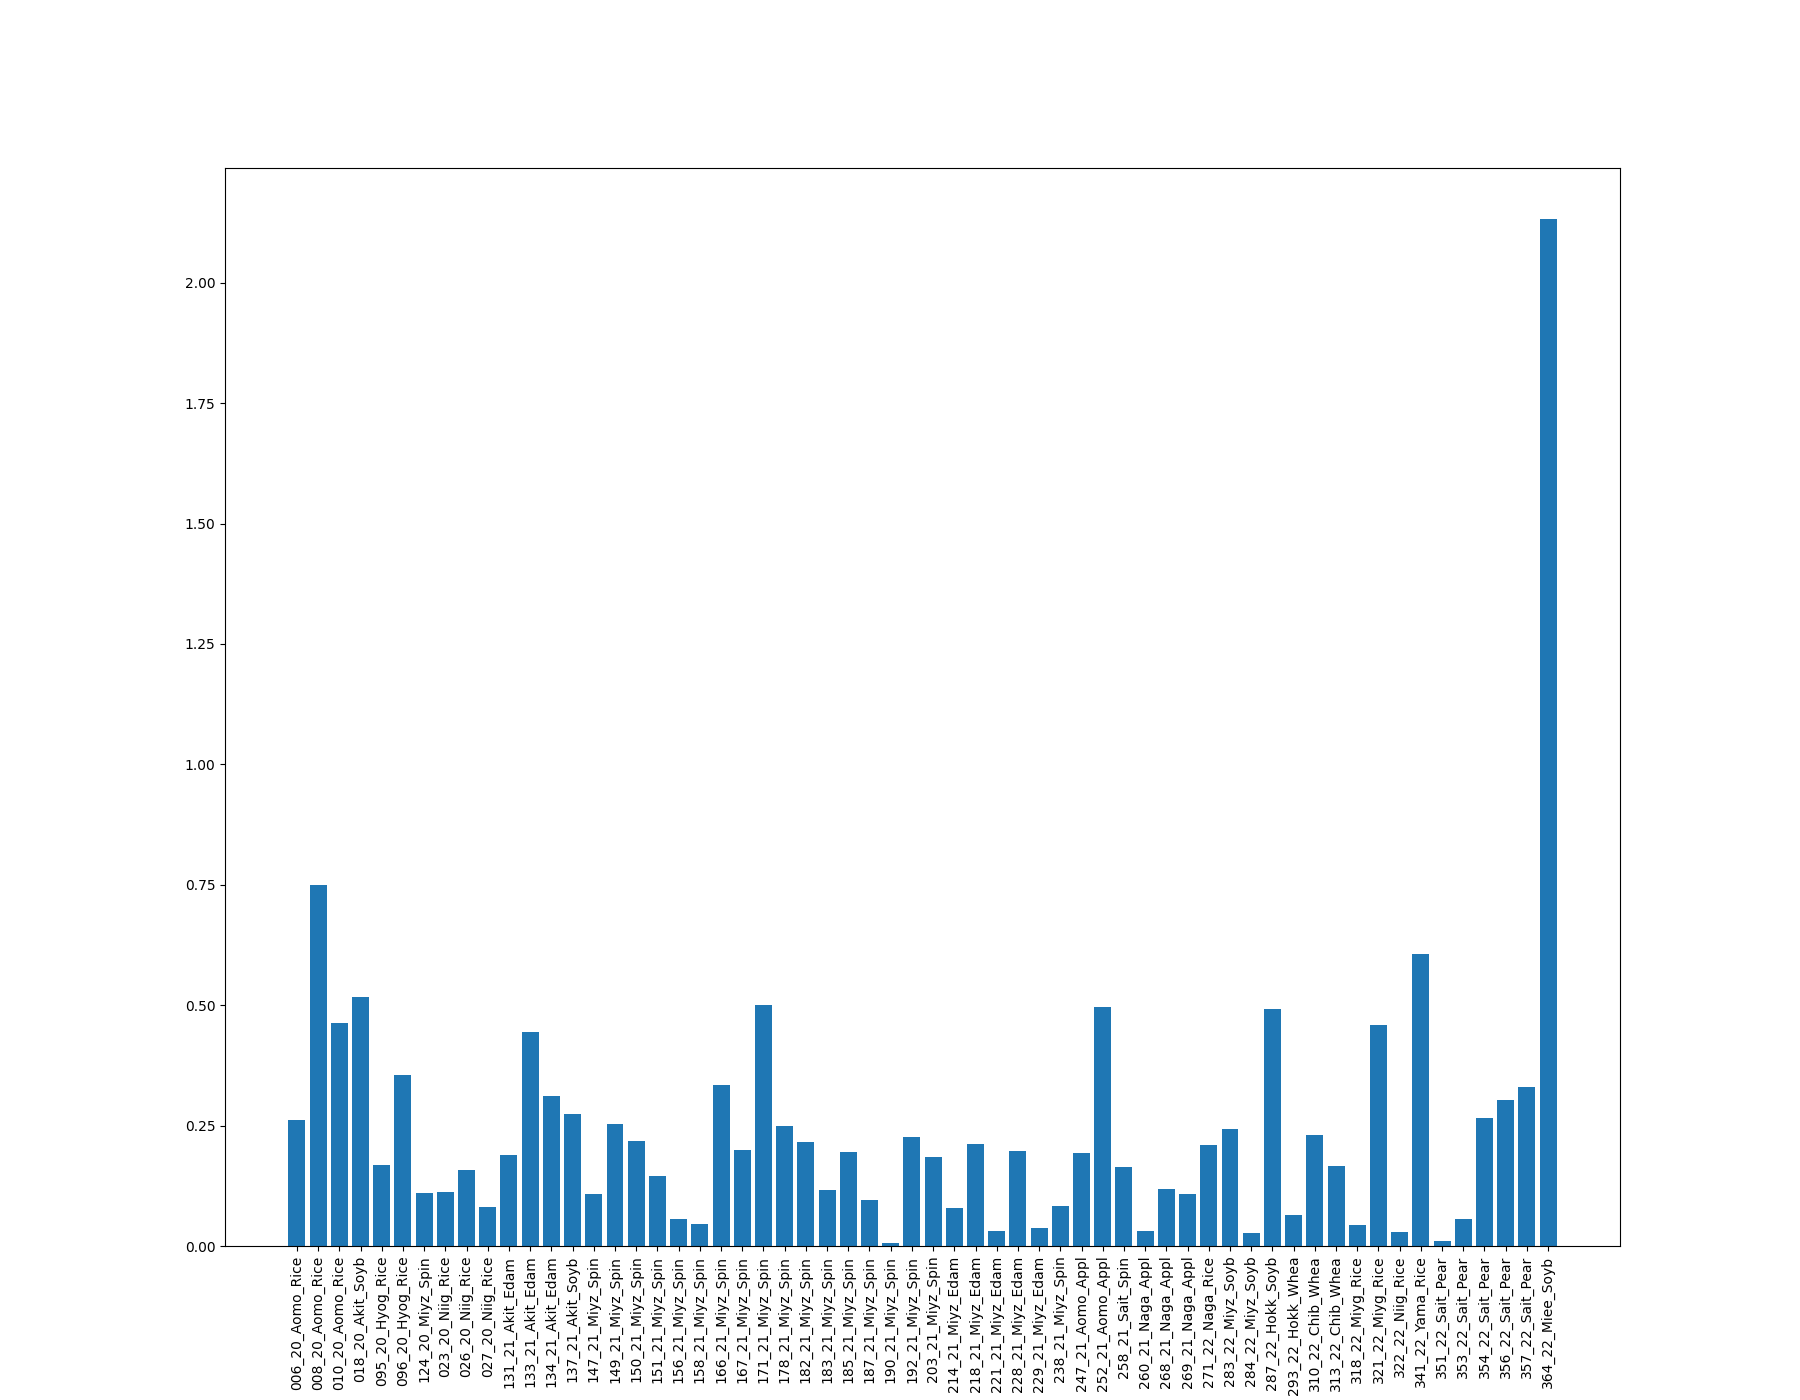 2.00
1.75
1.50
1.25
1.00
0.75
0.50
0.25
0.00
006_20_Aomo_Rice
008_20_Aomo_Rice
010_20_Aomo_Rice
018_20_Akit_Soyb
095_20_Hyog_Rice
096_20_Hyog_Rice
124_20_Miyz_Spin
023_20_Niig_Rice
026_20_Niig_Rice
027_20_Niig_Rice
131_21_Akit_Edam
133_21_Akit_Edam
134_21_Akit_Edam
137_21_Akit_Soyb
147_21_Miyz_Spin
149_21_Miyz_Spin
150_21_Miyz_Spin
151_21_Miyz_Spin
156_21_Miyz_Spin
158_21_Miyz_Spin
166_21_Miyz_Spin
167_21_Miyz_Spin
171_21_Miyz_Spin
178_21_Miyz_Spin
182_21_Miyz_Spin
183_21_Miyz_Spin
185_21_Miyz_Spin
187_21_Miyz_Spin
190_21_Miyz_Spin
192_21_Miyz_Spin
203_21_Miyz_Spin
214_21_Miyz_Edam
218_21_Miyz_Edam
221_21_Miyz_Edam
228_21_Miyz_Edam
229_21_Miyz_Edam
238_21_Miyz_Spin
247_21_Aomo_Appl
252_21_Aomo_Appl
258_21_Sait_Spin
260_21_Naga_Appl
268_21_Naga_Appl
269_21_Naga_Appl
271_22_Naga_Rice
283_22_Miyz_Soyb
284_22_Miyz_Soyb
287_22_Hokk_Soyb
293_22_Hokk_Whea
310_22_Chib_Whea
313_22_Chib_Whea
318_22_Miyg_Rice
321_22_Miyg_Rice
322_22_Niig_Rice
341_22_Yama_Rice
351_22_Sait_Pear
353_22_Sait_Pear
354_22_Sait_Pear
356_22_Sait_Pear
357_22_Sait_Pear
364_22_Miee_Soyb